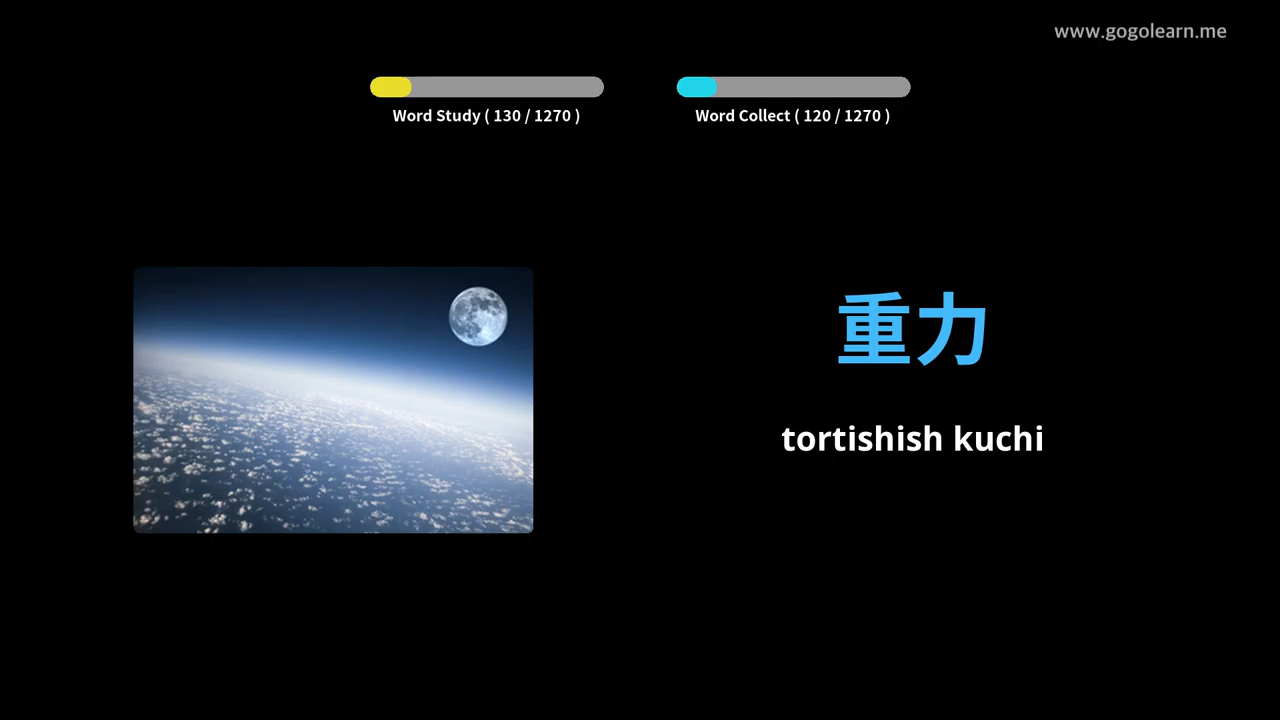 www.gogolearn.me
Word Study ( 130 / 1270 )
Word Collect ( 120 / 1270 )
重力
tortishish kuchi